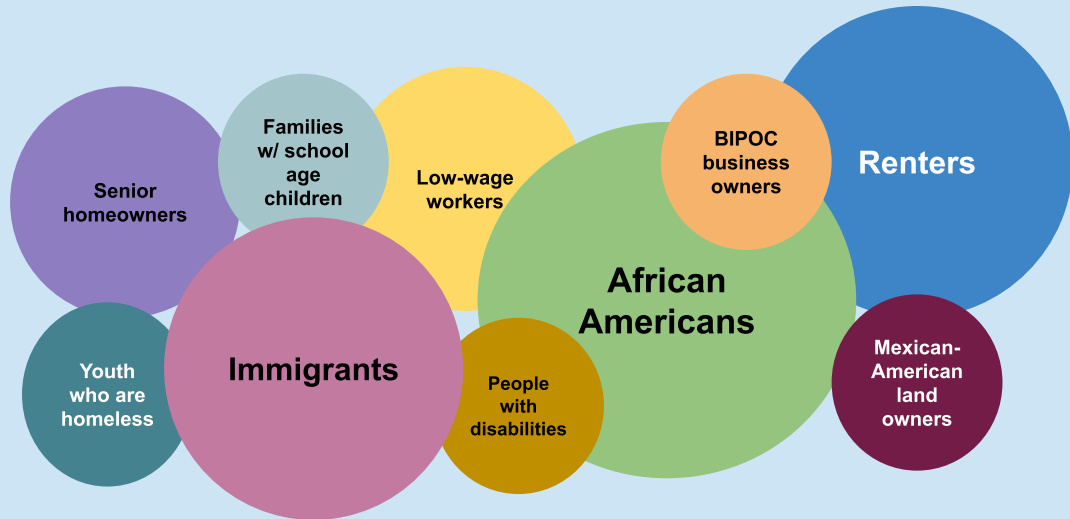 Senior
homeowners
Families
w/ school
age
children
Low-wage
workers
BIPOC
business
owners
Renters
African
Americans
Youth
who are
homeless
Immigrants
People
with
disabilities
Mexican-
American
land
owners